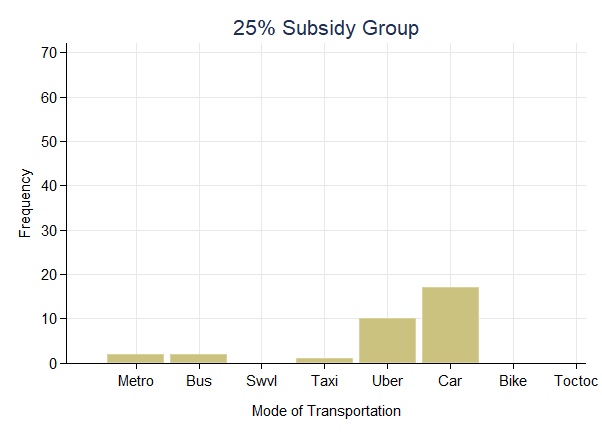 25% Subsidy Group
70
60
50
40
30
20
10
0
Frequency
Metro Bus Swvl Taxi Uber Car Bike Toctoc
Mode of Transportation